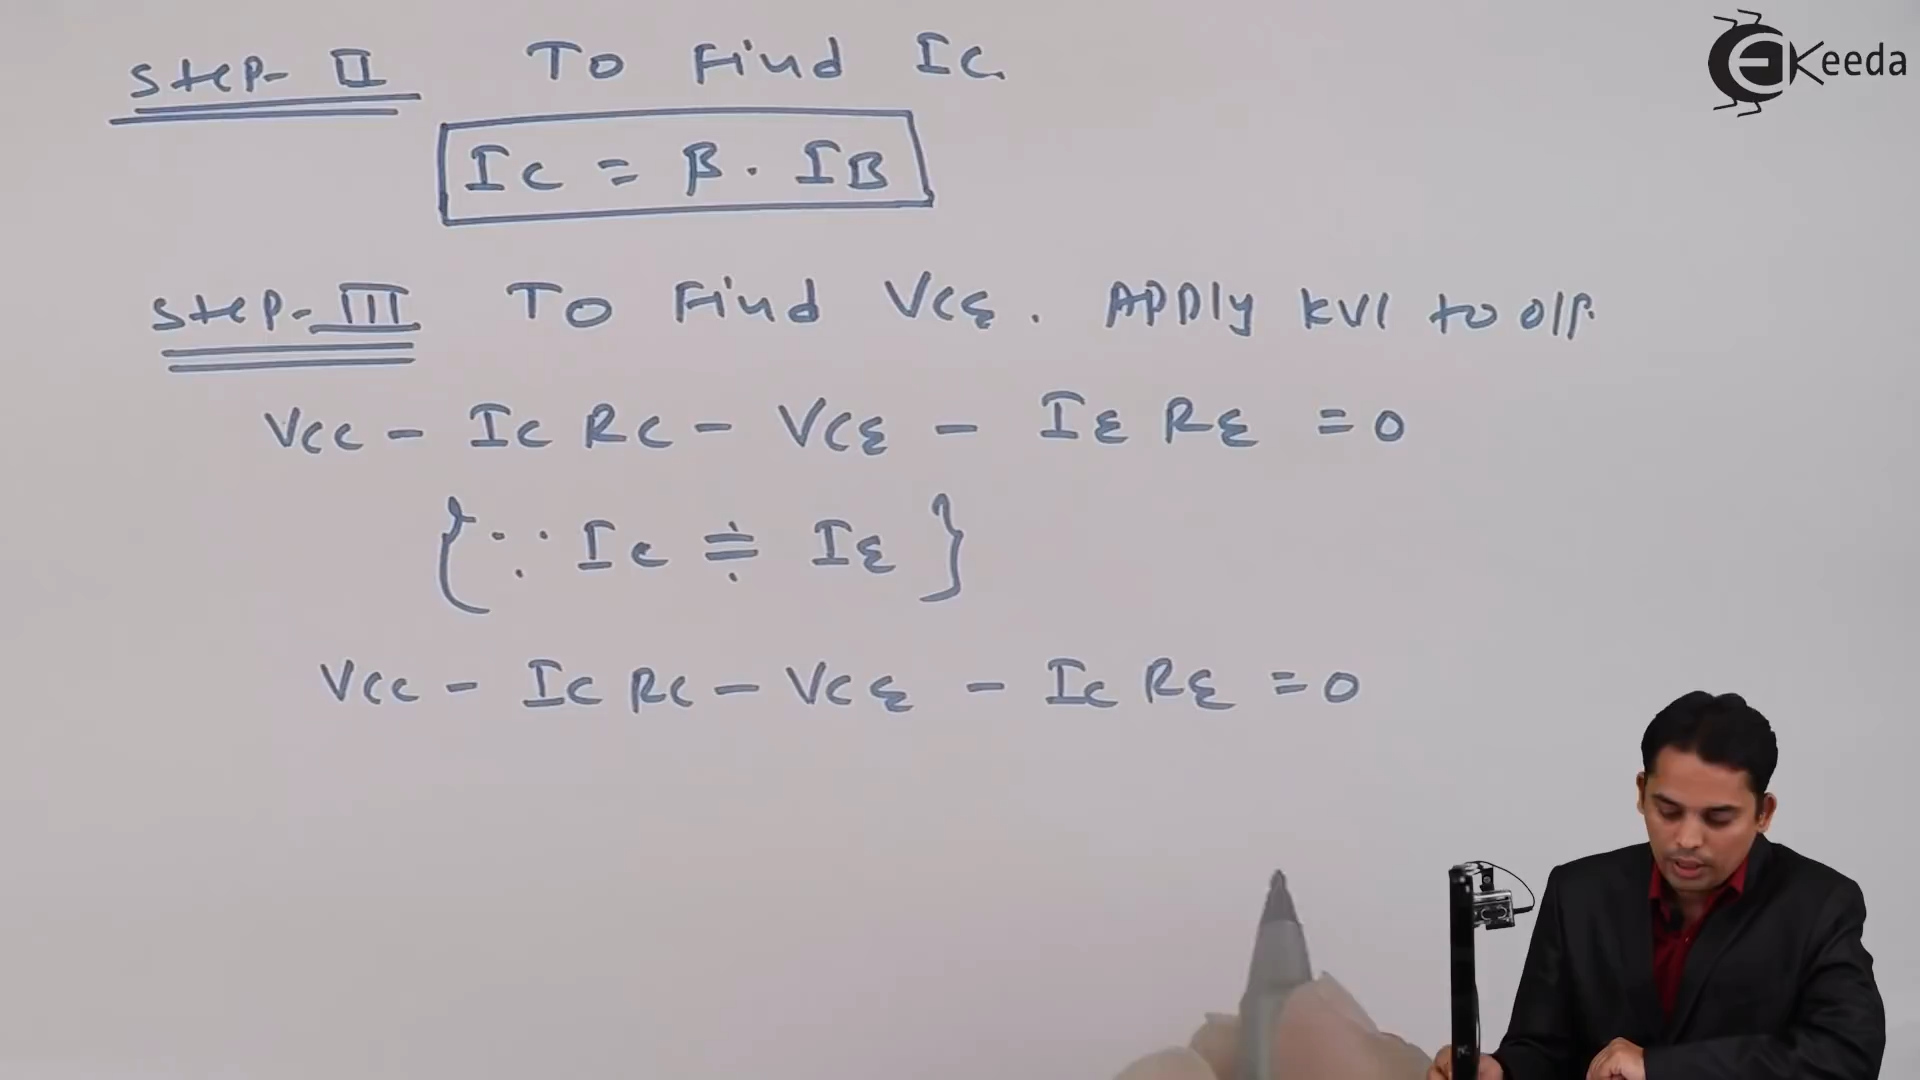 Step-II To Find Ic
EKeeda
Ic = β . IB
Step-III To Find VCE. Apply KVL to O/P.
Vcc - Ic Rc - VCE - IE RE = 0
{∵ Ic ≑ IE}
Vcc - Ic Rc - VCE - Ic RE = 0